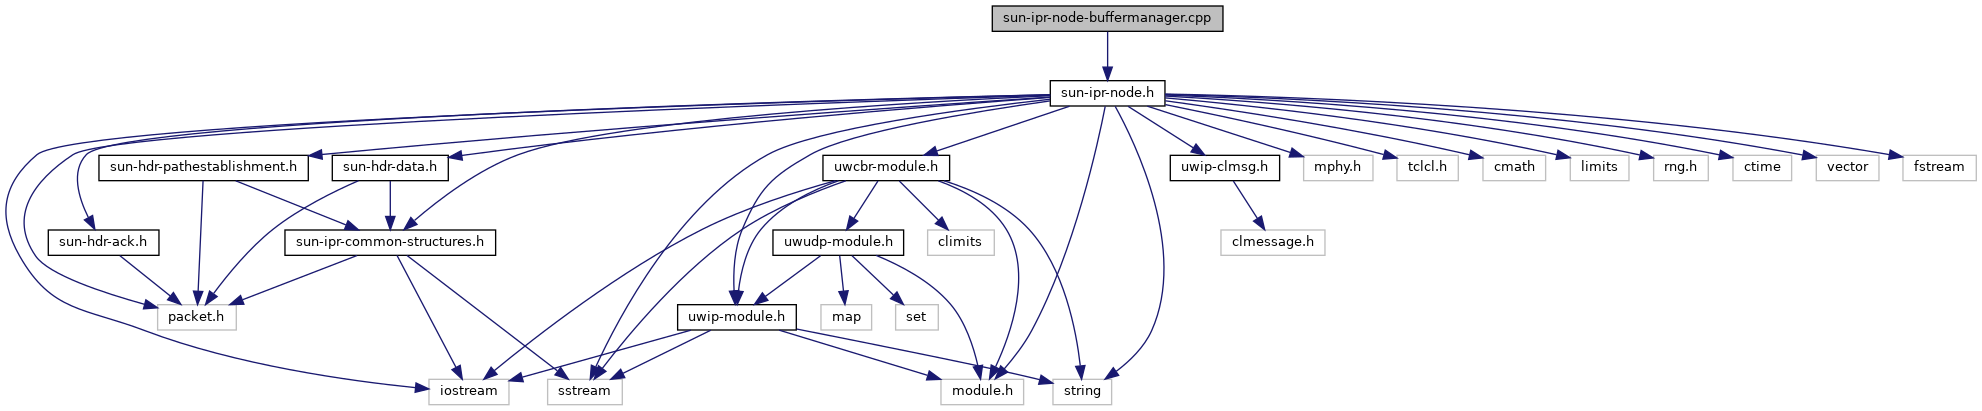 sun-ipr-node-buffermanager.cpp
sun-ipr-node.h
sun-hdr-pathestablishment.h
sun-hdr-data.h
uwcbr-module.h
uwip-clmsg.h
mphy.h
tclcl.h
cmath
limits
rng.h
ctime
vector
fstream
sun-hdr-ack.h
sun-ipr-common-structures.h
uwudp-module.h
climits
clmessage.h
packet.h
uwip-module.h
map
set
iostream
sstream
module.h
string